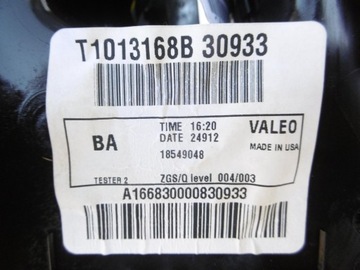 T1013168B 30933
BA
TIME 16:20
DATE 24912
VALEO
18549048
MADE IN USA
TESTER 2
ZGS/Q level 004/003
A166830000830933